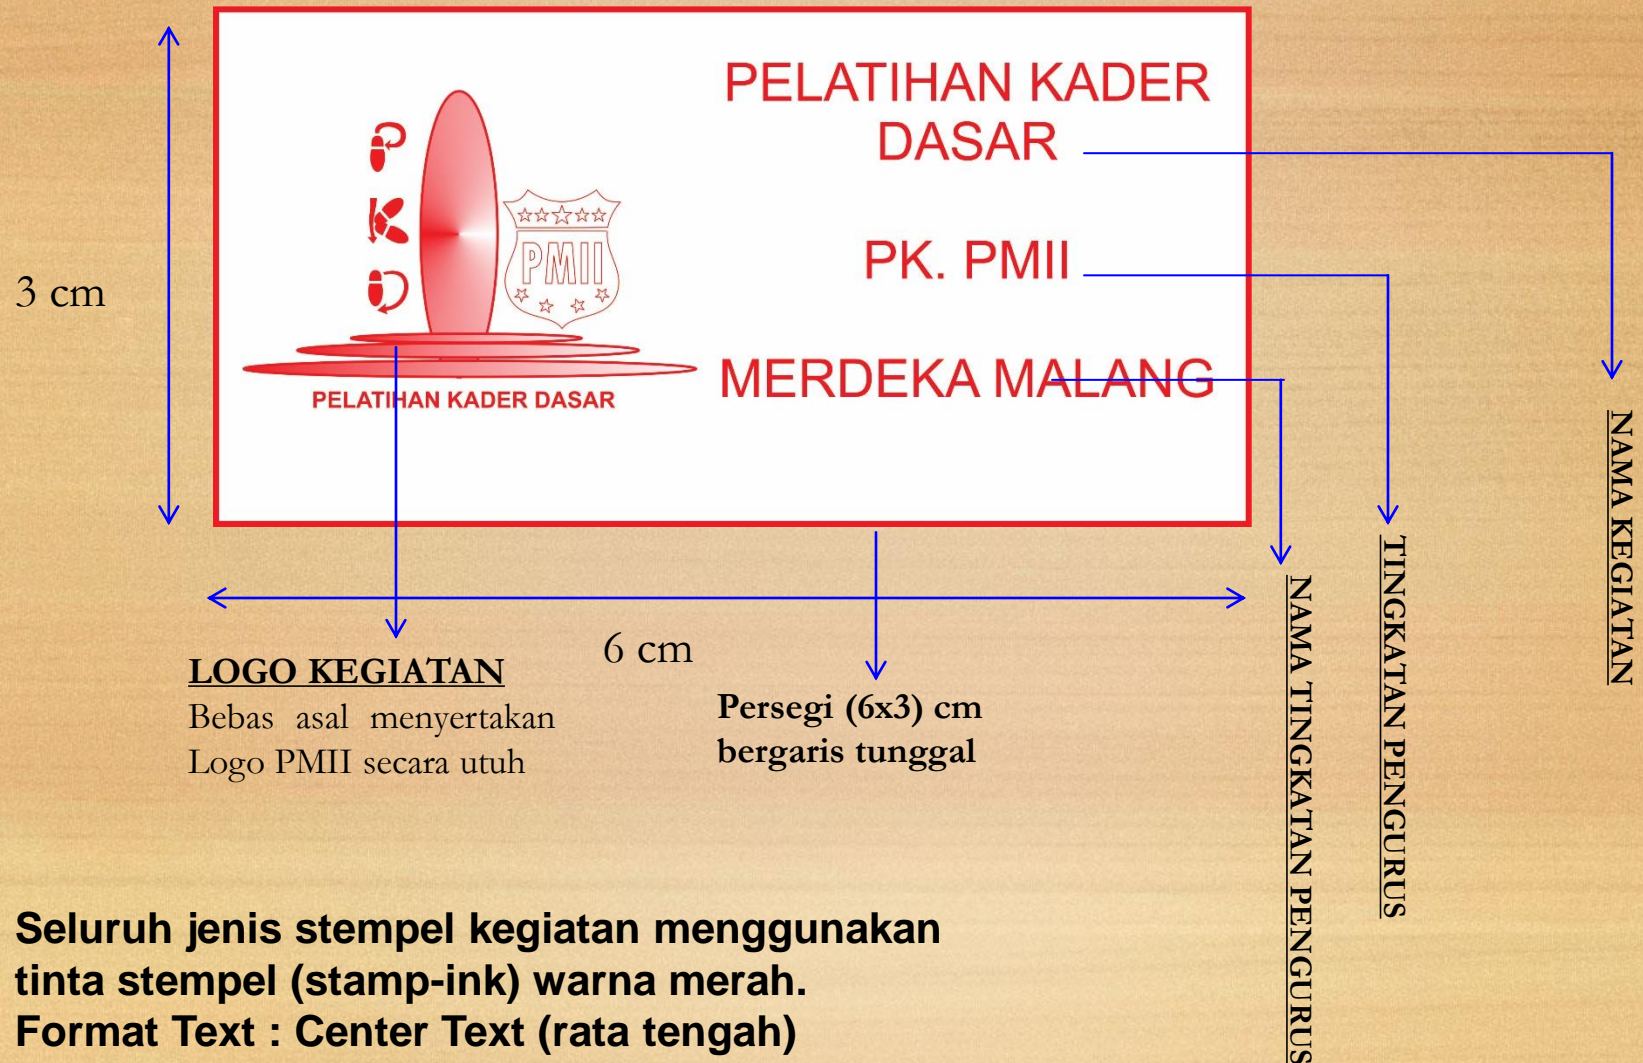 PELATIHAN KADER
DASAR
PK. PMII
MERDEKA MALANG
PKD
PMII
PELATIHAN KADER DASAR
3 cm
6 cm
LOGO KEGIATAN
Bebas asal menyertakan
Logo PMII secara utuh
Persegi (6x3) cm
bergaris tunggal
NAMA TINGKATAN PENGURUS
TINGKATAN PENGURUS
NAMA KEGIATAN
Seluruh jenis stempel kegiatan menggunakan
tinta stempel (stamp-ink) warna merah.
Format Text : Center Text (rata tengah)